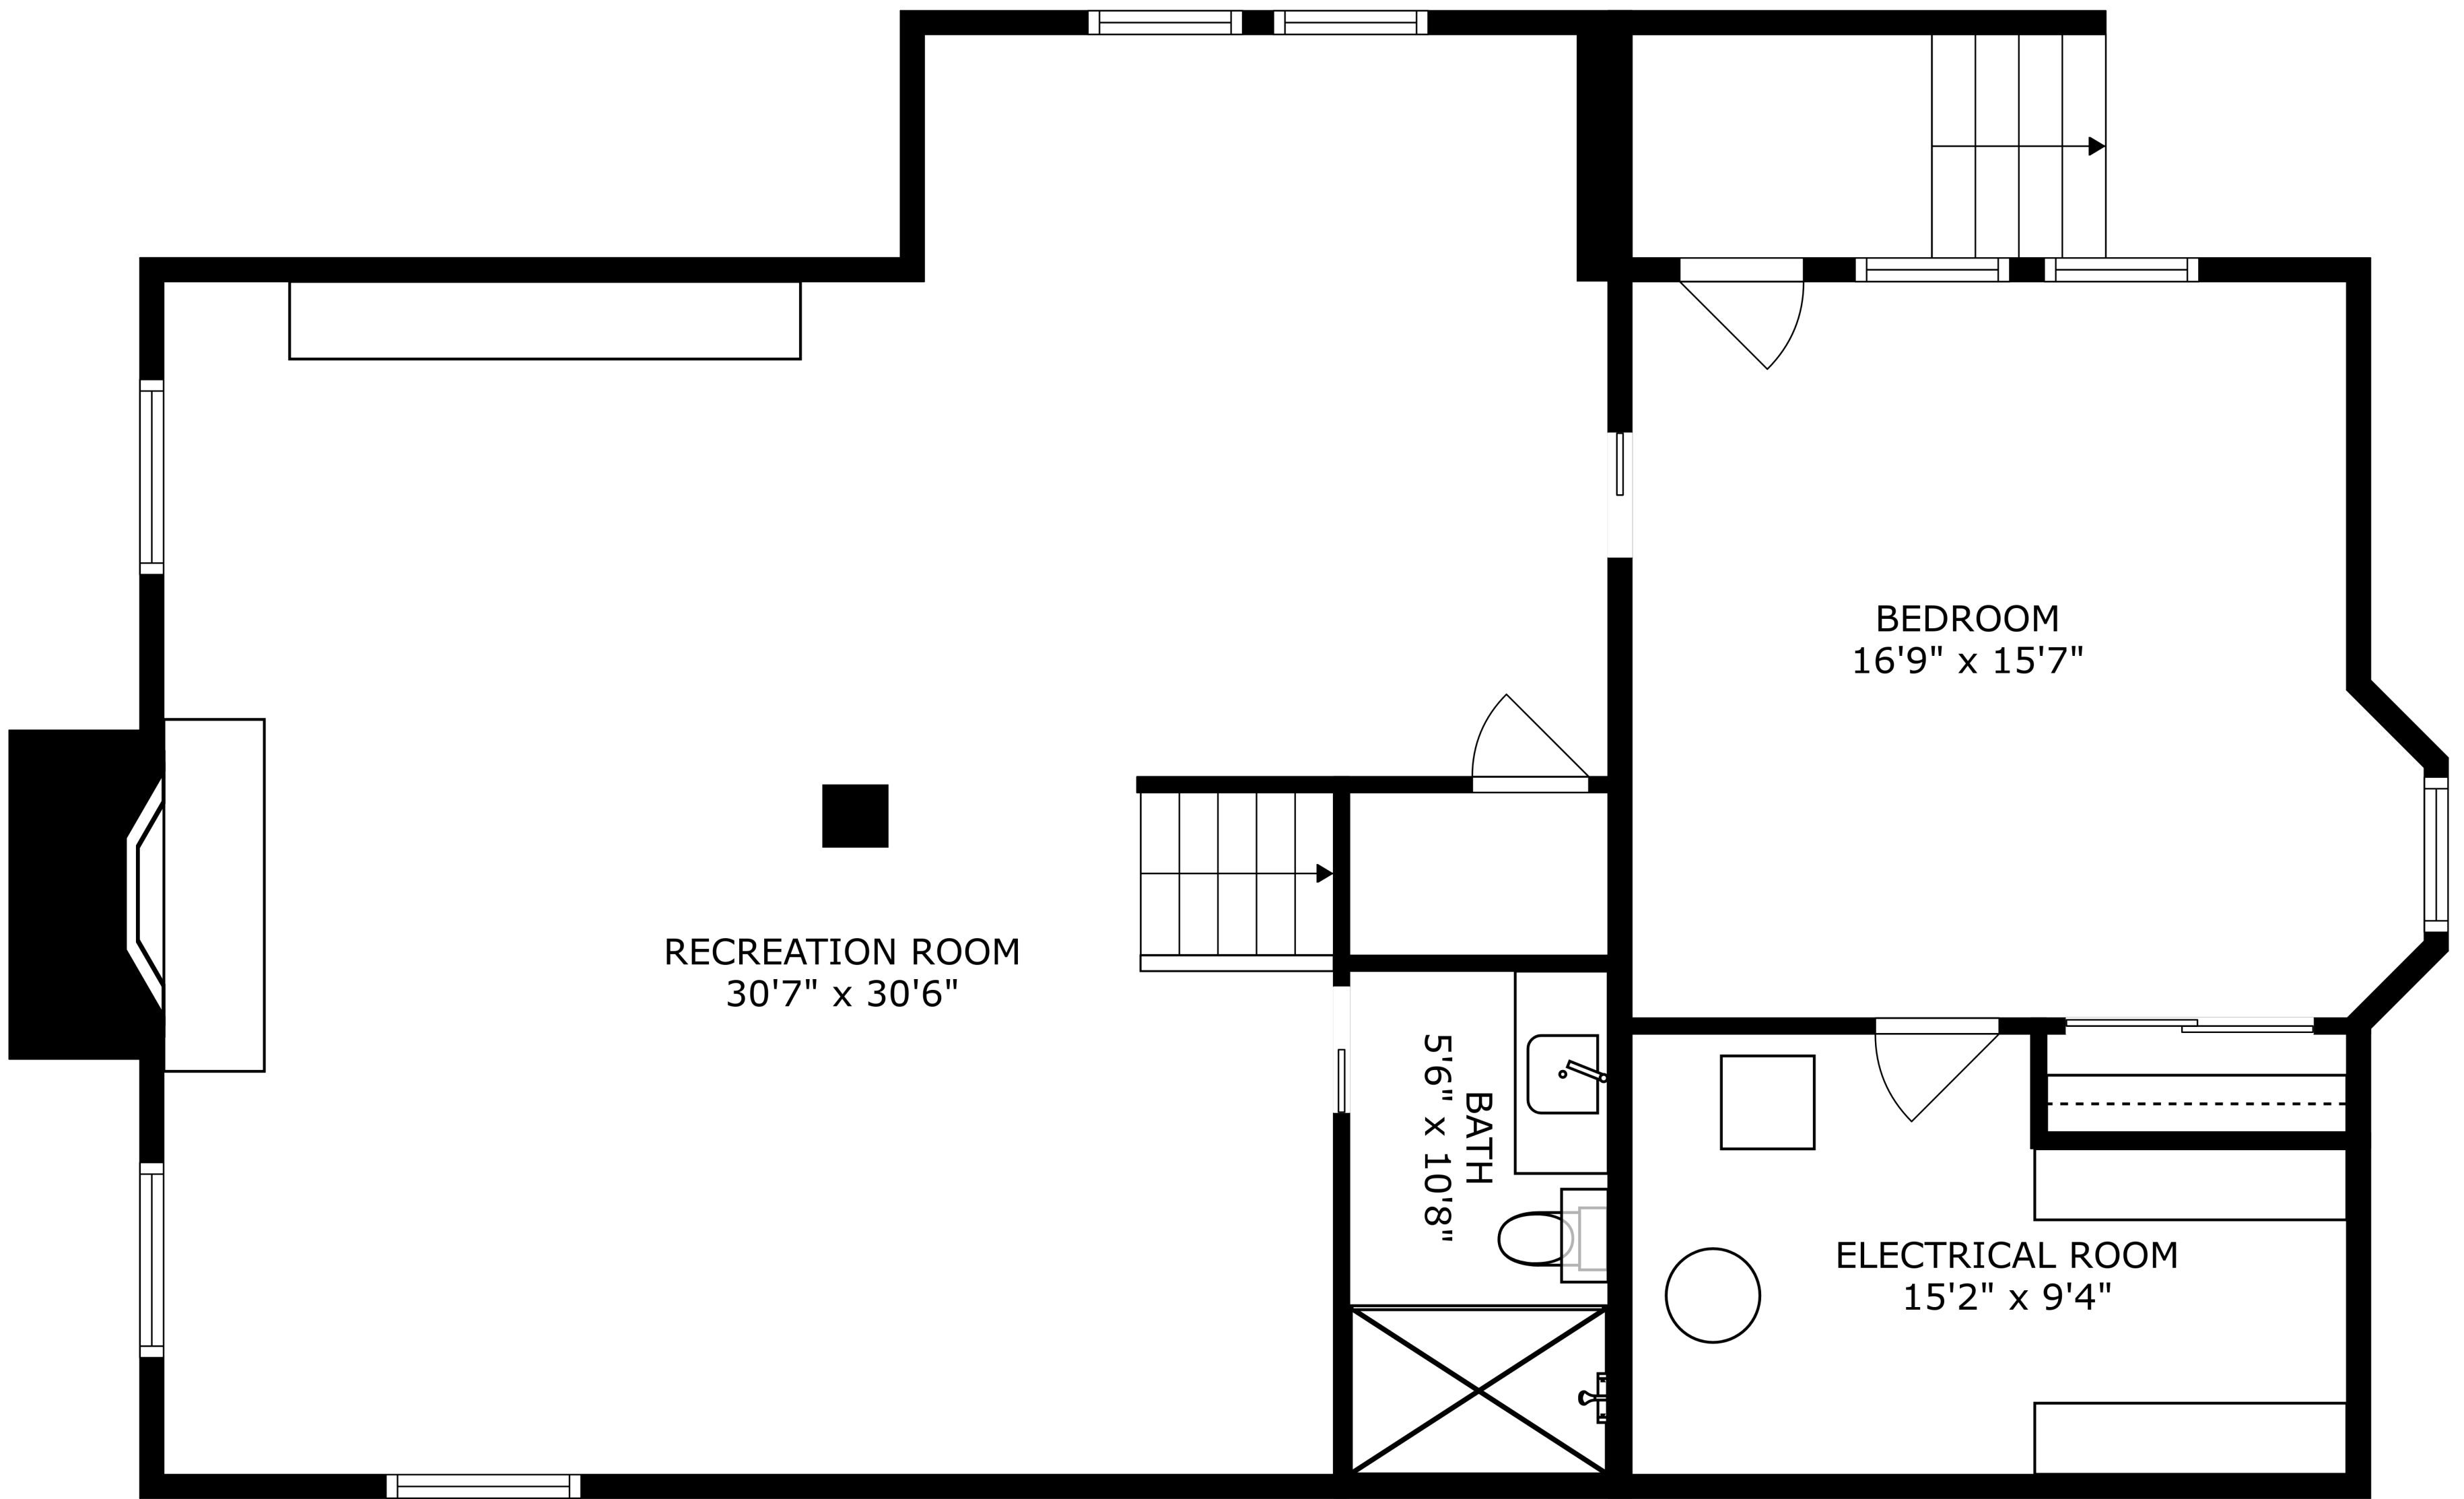 BEDROOM
16'9" x 15'7"
RECREATION ROOM
30'7" x 30'6"
BATH
5'6" x 10'8"
ELECTRICAL ROOM
15'2" x 9'4"